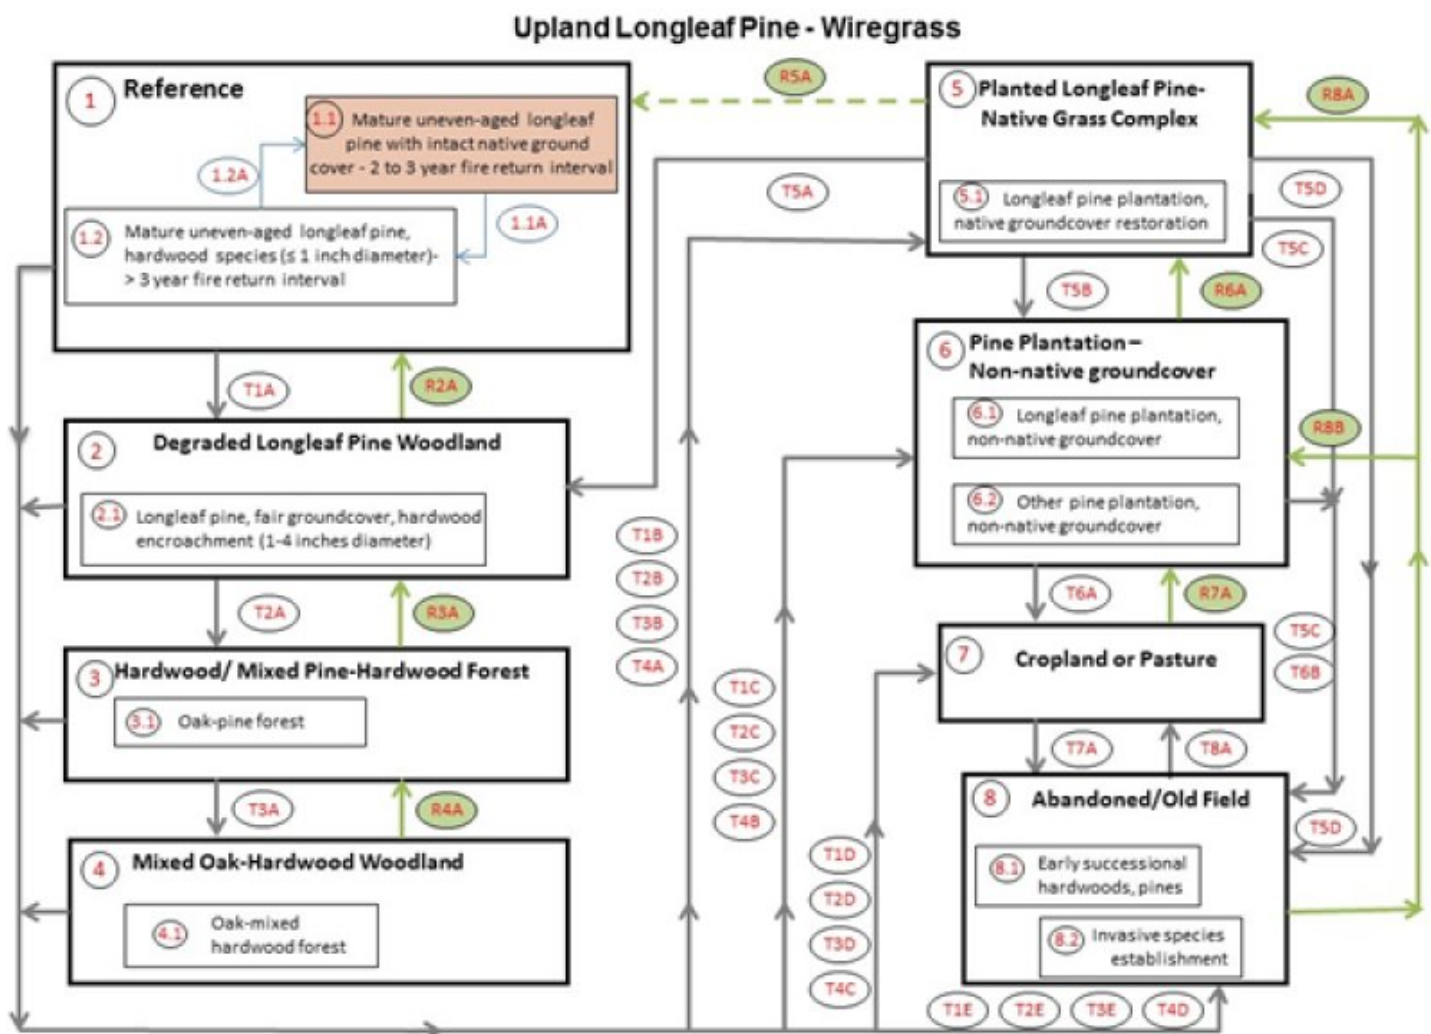 Upland Longleaf Pine - Wiregrass
1 Reference
1.1 Mature uneven-aged longleaf
pine with intact native ground
cover - 2 to 3 year fire return interval
1.2A
1.1A
1.2 Mature uneven-aged longleaf pine,
hardwood species (≤ 1 inch diameter)-
> 3 year fire return interval
T1A
R2A
2 Degraded Longleaf Pine Woodland
2.1 Longleaf pine, fair groundcover, hardwood
encroachment (1-4 inches diameter)
T2A
R3A
3 Hardwood/ Mixed Pine-Hardwood Forest
3.1 Oak-pine forest
T3A
R4A
4 Mixed Oak-Hardwood Woodland
4.1 Oak-mixed
hardwood forest
R5A
T5A
T1B
T2B
T3B
T4A
T1C
T2C
T3C
T4B
T1D
T2D
T3D
T4C
5 Planted Longleaf Pine-
Native Grass Complex
5.1 Longleaf pine plantation,
native groundcover restoration
R8A
T5D
T5C
T5B
R6A
6 Pine Plantation –
Non-native groundcover
6.1 Longleaf pine plantation,
non-native groundcover
6.2 Other pine plantation,
non-native groundcover
R8B
T6A
R7A
T5C
T6B
7 Cropland or Pasture
T7A
T8A
8 Abandoned/Old Field
T5D
8.1 Early successional
hardwoods, pines
8.2 Invasive species
establishment
T1E T2E T3E T4D